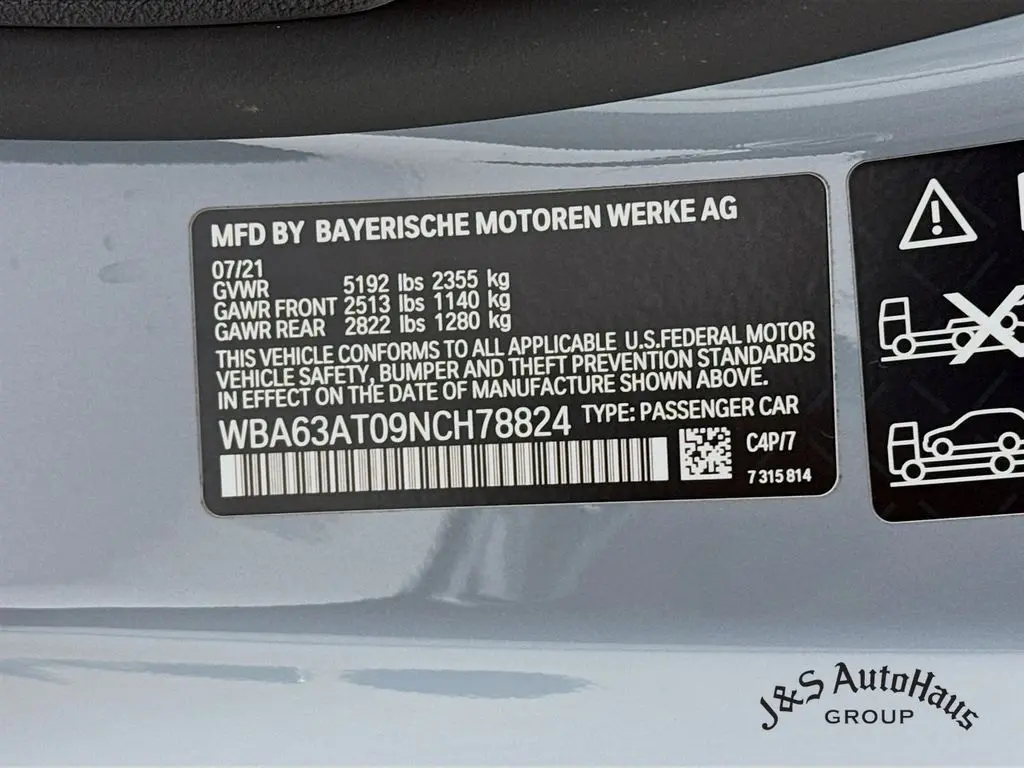 MFD BY BAYERISCHE MOTOREN WERKE AG
07/21
GVWR 5192 lbs 2355 kg
GAWR FRONT 2513 lbs 1140 kg
GAWR REAR 2822 lbs 1280 kg
THIS VEHICLE CONFORMS TO ALL APPLICABLE U.S.FEDERAL MOTOR
VEHICLE SAFETY, BUMPER AND THEFT PREVENTION STANDARDS
IN EFFECT ON THE DATE OF MANUFACTURE SHOWN ABOVE.
WBA63AT09NCH78824 TYPE: PASSENGER CAR
C4P/7
7 315 814
J&S AutoHaus
GROUP